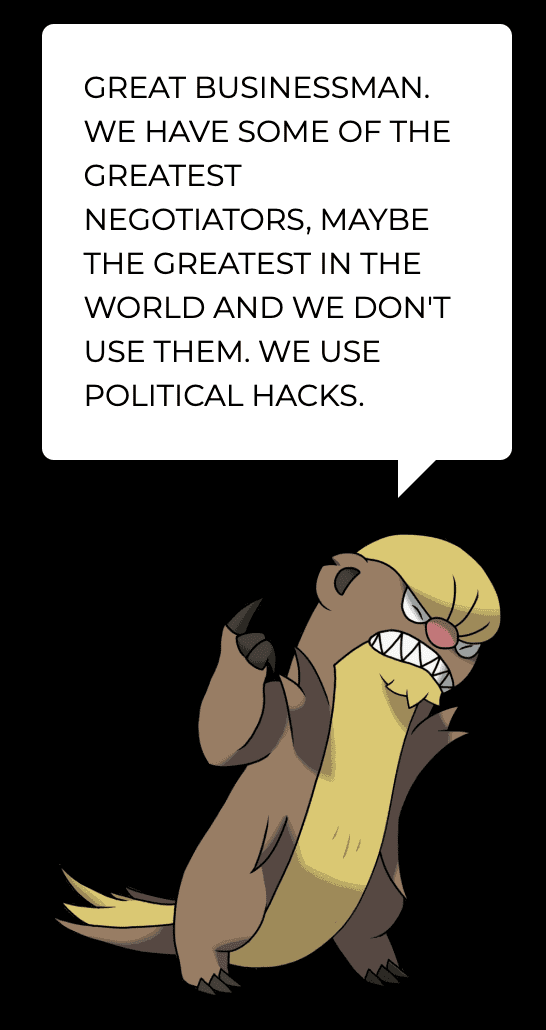 GREAT BUSINESSMAN.
WE HAVE SOME OF THE
GREATEST
NEGOTIATORS, MAYBE
THE GREATEST IN THE
WORLD AND WE DON'T
USE THEM. WE USE
POLITICAL HACKS.